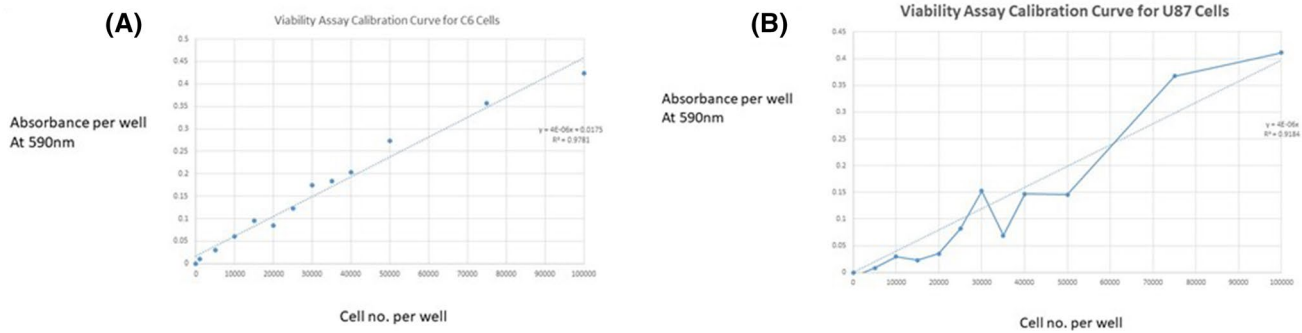 (A)
Viability Assay Calibration Curve for C6 Cells
0.5
0.45
0.4
0.35
0.3
0.25
0.2
0.15
0.1
0.05
0
Absorbance per well
At 590nm
y = 4E-06x + 0.0175
R² = 0.9781
0 10000 20000 30000 40000 50000 60000 70000 80000 90000 100000
Cell no. per well
(B)
Viability Assay Calibration Curve for U87 Cells
0.45
0.4
0.35
0.3
0.25
0.2
0.15
0.1
0.05
0
Absorbance per well
At 590nm
y = 4E-06x
R² = 0.9184
0 10000 20000 30000 40000 50000 60000 70000 80000 90000 100000
Cell no. per well